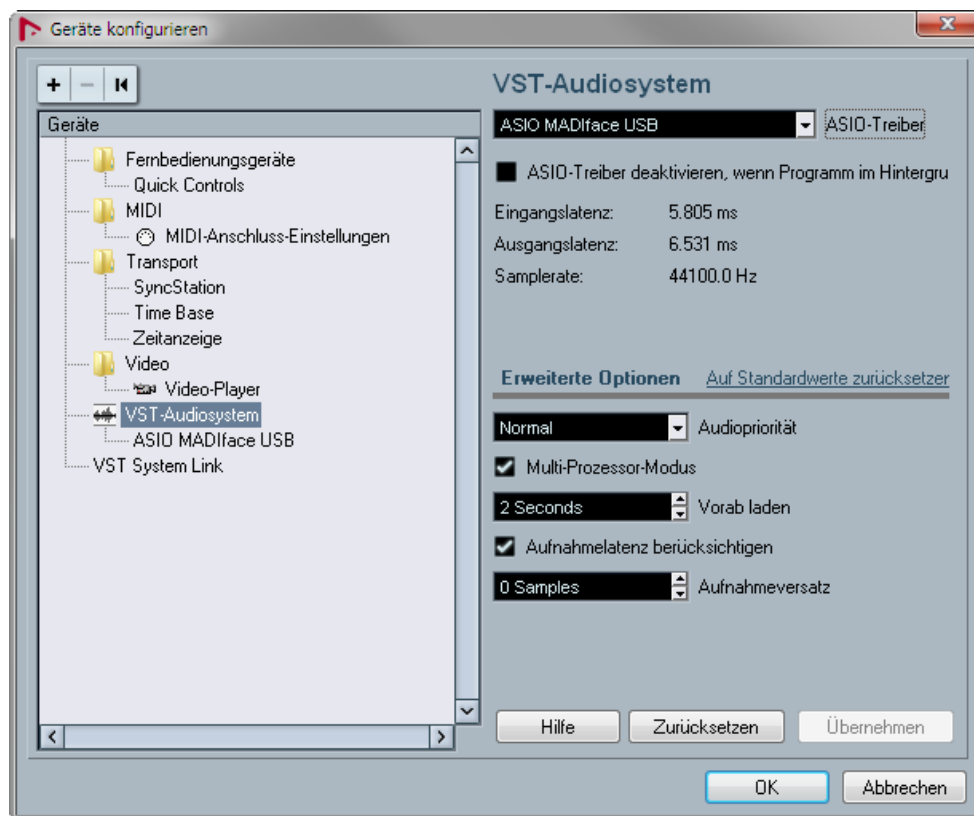 Geräte konfigurieren
Geräte
Fernbedienungsgeräte
Quick Controls
MIDI
MIDI-Anschluss-Einstellungen
Transport
SyncStation
Time Base
Zeitanzeige
Video
Video-Player
VST-Audiosystem
ASIO MADIface USB
VST System Link
VST-Audiosystem
ASIO MADIface USB ASIO-Treiber
ASIO-Treiber deaktivieren, wenn Programm im Hintergru
Eingangslatenz: 5.805 ms
Ausgangslatenz: 6.531 ms
Samplerate: 44100.0 Hz
Erweiterte Optionen Auf Standardwerte zurücksetzer
Normal Audiopriorität
Multi-Prozessor-Modus
2 Seconds Vorab laden
Aufnahmelatenz berücksichtigen
0 Samples Aufnahmeversatz
Hilfe Zurücksetzen Übernehmen
OK Abbrechen